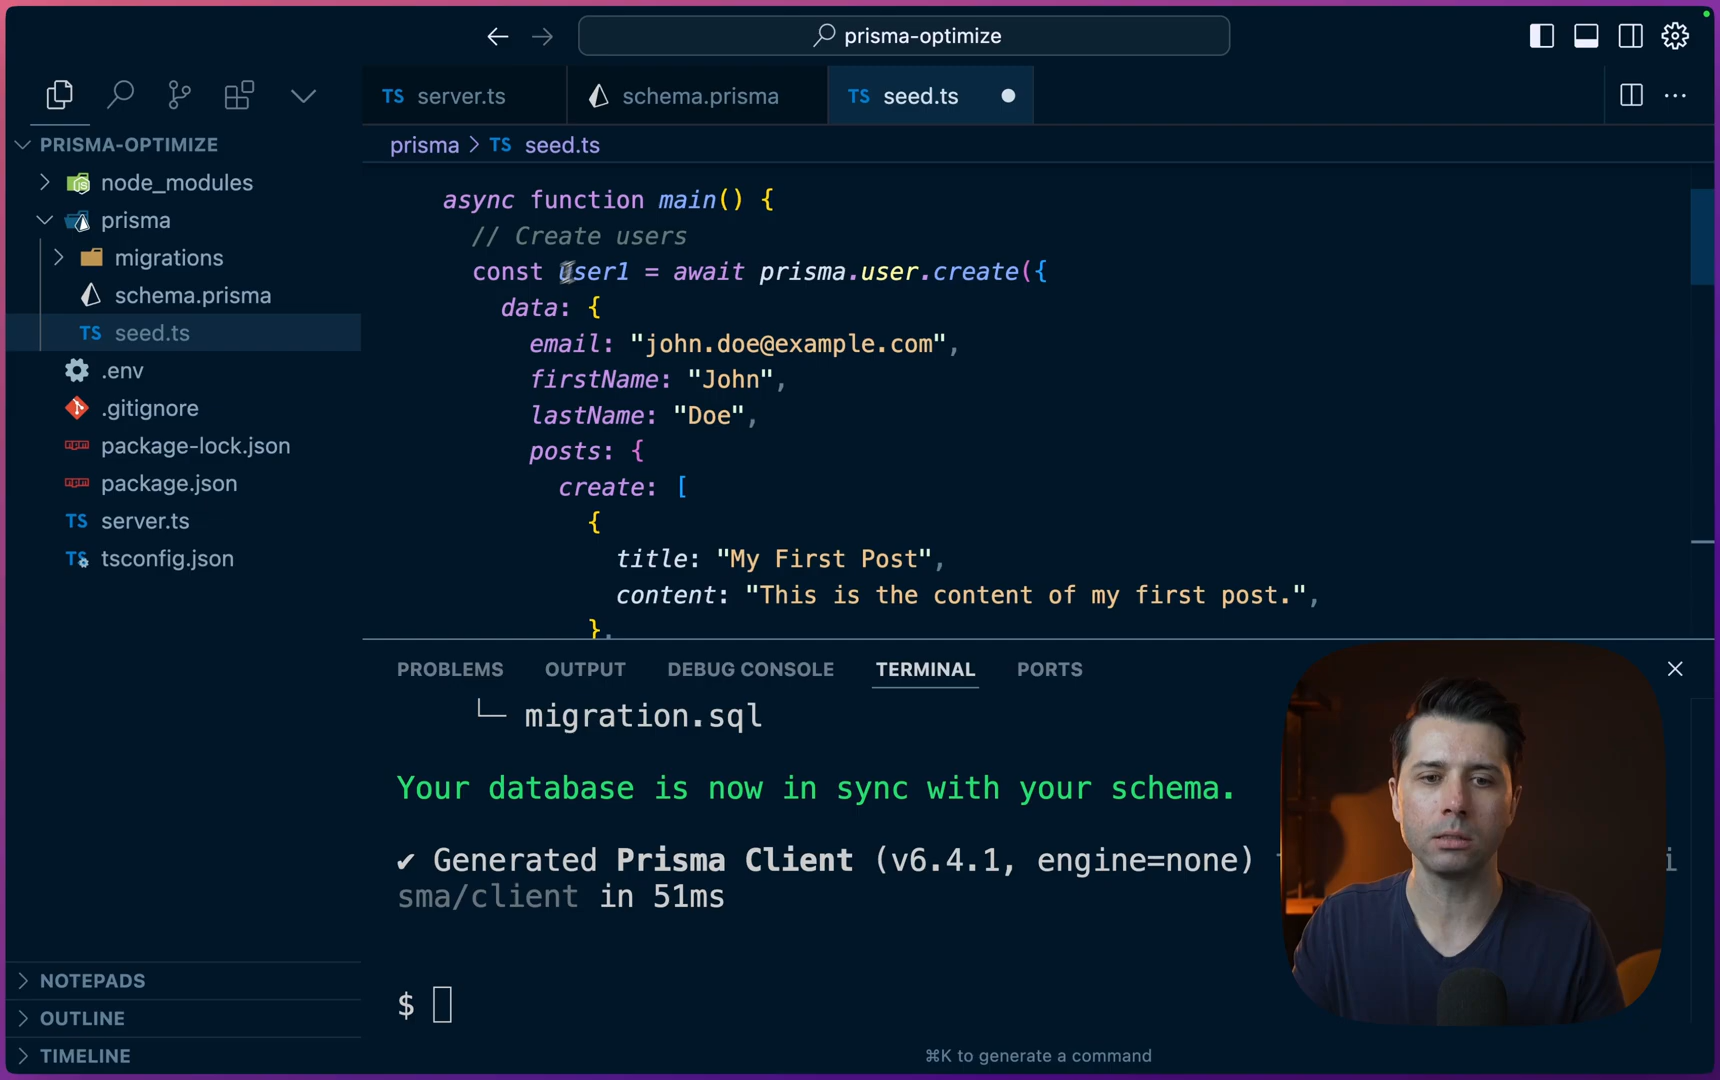 prisma-optimize
TS server.ts
schema.prisma
TS seed.ts
PRISMA-OPTIMIZE
node_modules
prisma
migrations
schema.prisma
TS seed.ts
.env
.gitignore
package-lock.json
package.json
TS server.ts
TS tsconfig.json
NOTEPADS
OUTLINE
TIMELINE
prisma > TS seed.ts
async function main() {
// Create users
const user1 = await prisma.user.create({
data: {
email: "john.doe@example.com",
firstName: "John",
lastName: "Doe",
posts: {
create: [
{
title: "My First Post",
content: "This is the content of my first post.",
},
PROBLEMS OUTPUT DEBUG CONSOLE TERMINAL PORTS
└─ migration.sql
Your database is now in sync with your schema.
✔ Generated Prisma Client (v6.4.1, engine=none)
sma/client in 51ms
$
⌘K to generate a command